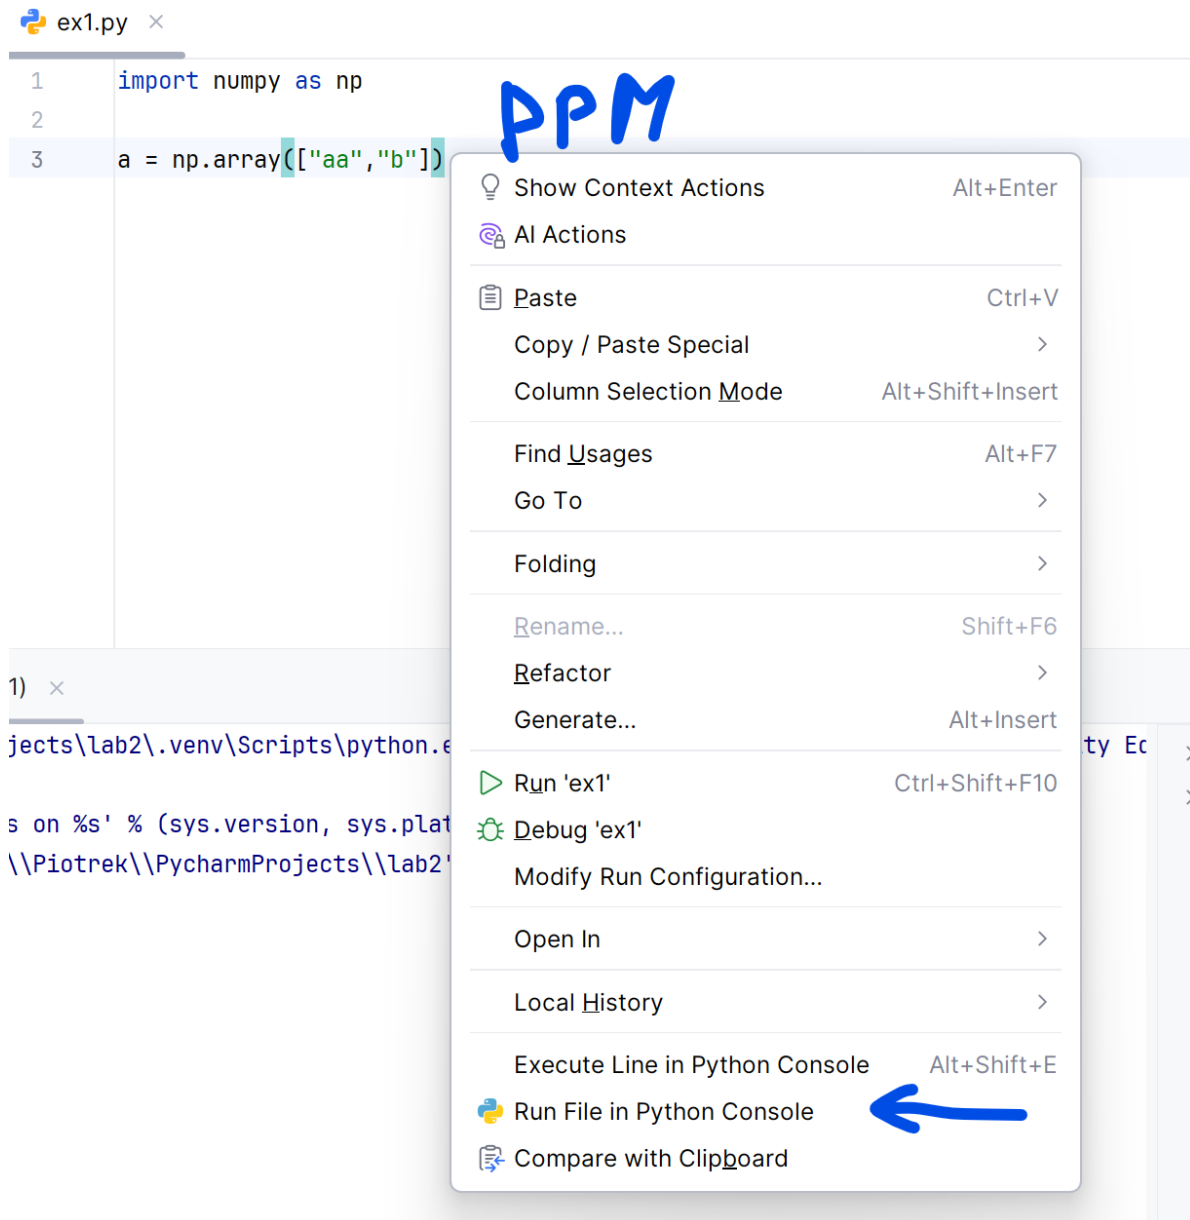 ex1.py
1 import numpy as np
2
3 a = np.array(["aa","b"])
PPM
Show Context Actions Alt+Enter
AI Actions
Paste Ctrl+V
Copy / Paste Special
Column Selection Mode Alt+Shift+Insert
Find Usages Alt+F7
Go To
Folding
Rename... Shift+F6
Refactor
Generate... Alt+Insert
Run 'ex1' Ctrl+Shift+F10
Debug 'ex1'
Modify Run Configuration...
Open In
Local History
Execute Line in Python Console Alt+Shift+E
Run File in Python Console
Compare with Clipboard
1)
jects\lab2\.venv\Scripts\python.e ty Ed
s on %s' % (sys.version, sys.plat
\\Piotrek\\PycharmProjects\\lab2'